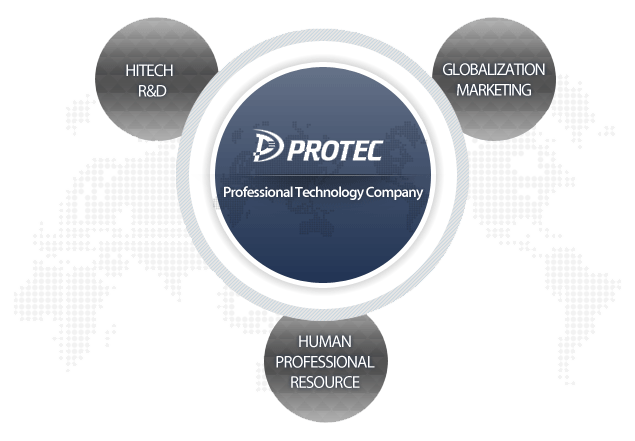 HITECH
R&D
GLOBALIZATION
MARKETING
PROTEC
Professional Technology Company
HUMAN
PROFESSIONAL
RESOURCE